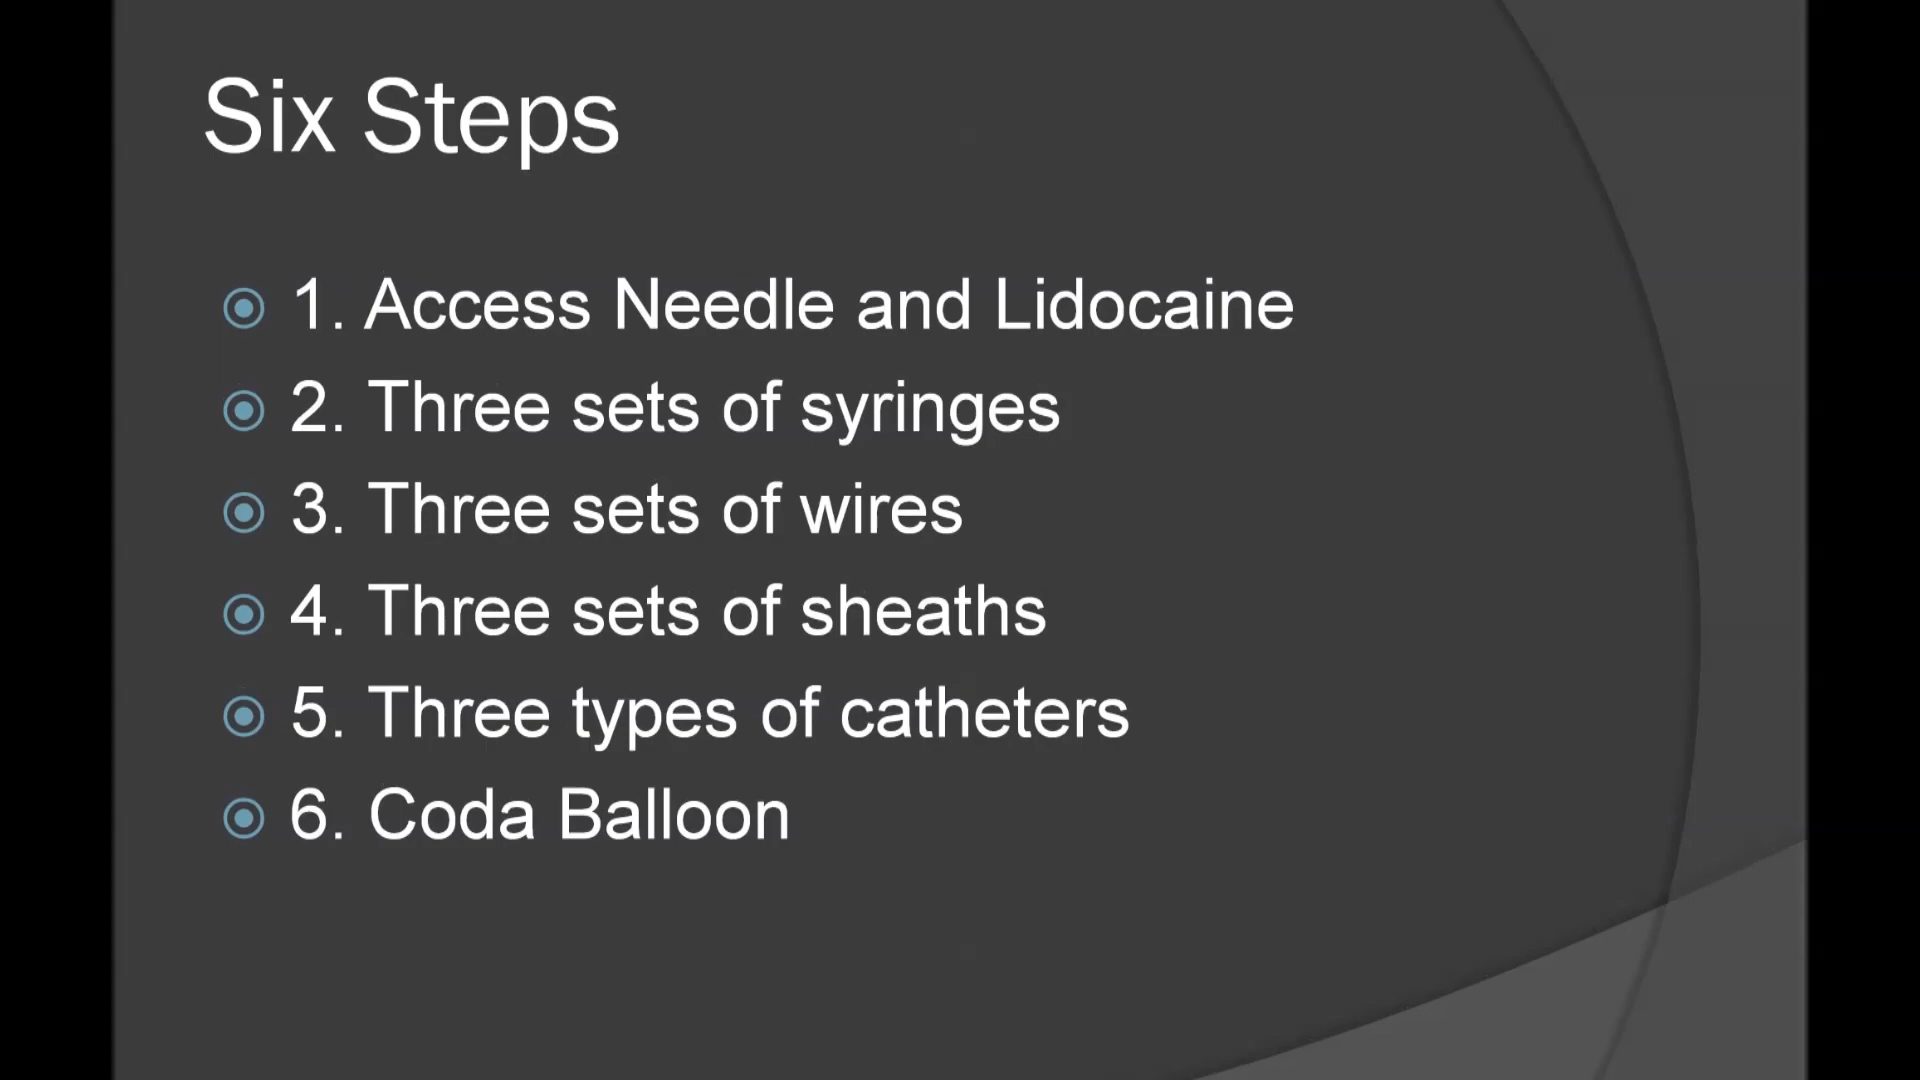 Six Steps
1. Access Needle and Lidocaine
2. Three sets of syringes
3. Three sets of wires
4. Three sets of sheaths
5. Three types of catheters
6. Coda Balloon